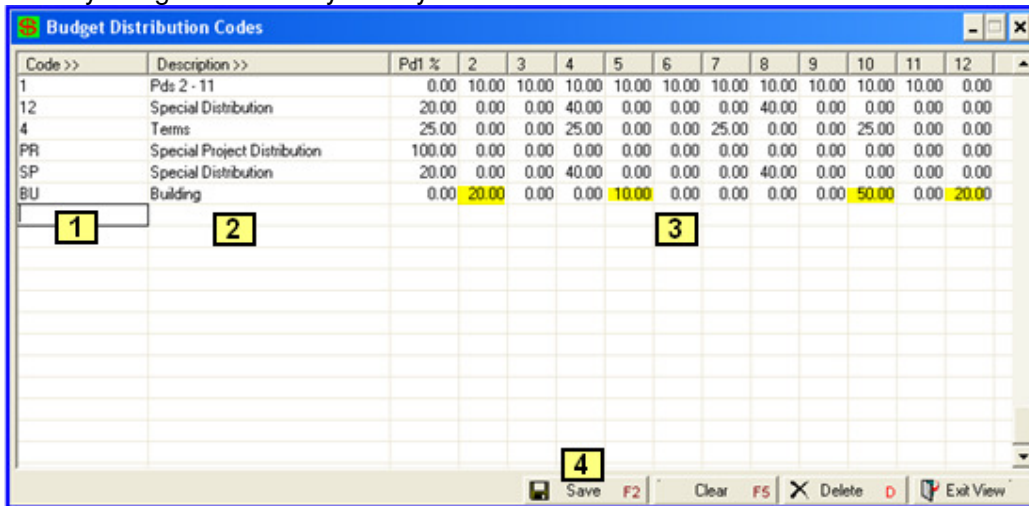 Budget Distribution Codes
Code >> Description >> Pd1 % 2 3 4 5 6 7 8 9 10 11 12
1 Pds 2 - 11 0.00 10.00 10.00 10.00 10.00 10.00 10.00 10.00 10.00 10.00 10.00 0.00
12 Special Distribution 20.00 0.00 0.00 40.00 0.00 0.00 0.00 40.00 0.00 0.00 0.00 0.00
4 Terms 25.00 0.00 0.00 25.00 0.00 0.00 25.00 0.00 0.00 25.00 0.00 0.00
PR Special Project Distribution 100.00 0.00 0.00 0.00 0.00 0.00 0.00 0.00 0.00 0.00 0.00 0.00
SP Special Distribution 20.00 0.00 0.00 40.00 0.00 0.00 0.00 40.00 0.00 0.00 0.00 0.00
BU Building 0.00 20.00 0.00 0.00 10.00 0.00 0.00 0.00 0.00 50.00 0.00 20.00
1 2 3
4
Save F2 Clear F5 Delete D Exit View